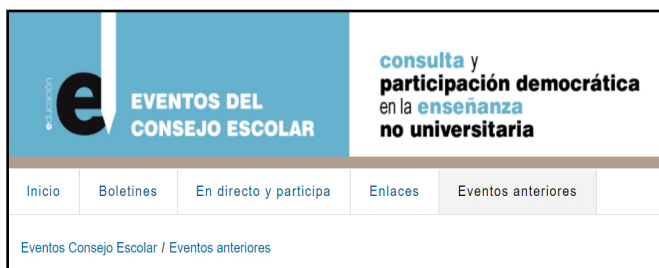 educación
e
EVENTOS DEL
CONSEJO ESCOLAR
consulta y
participación democrática
en la enseñanza
no universitaria
Inicio Boletines En directo y participa Enlaces Eventos anteriores
Eventos Consejo Escolar / Eventos anteriores